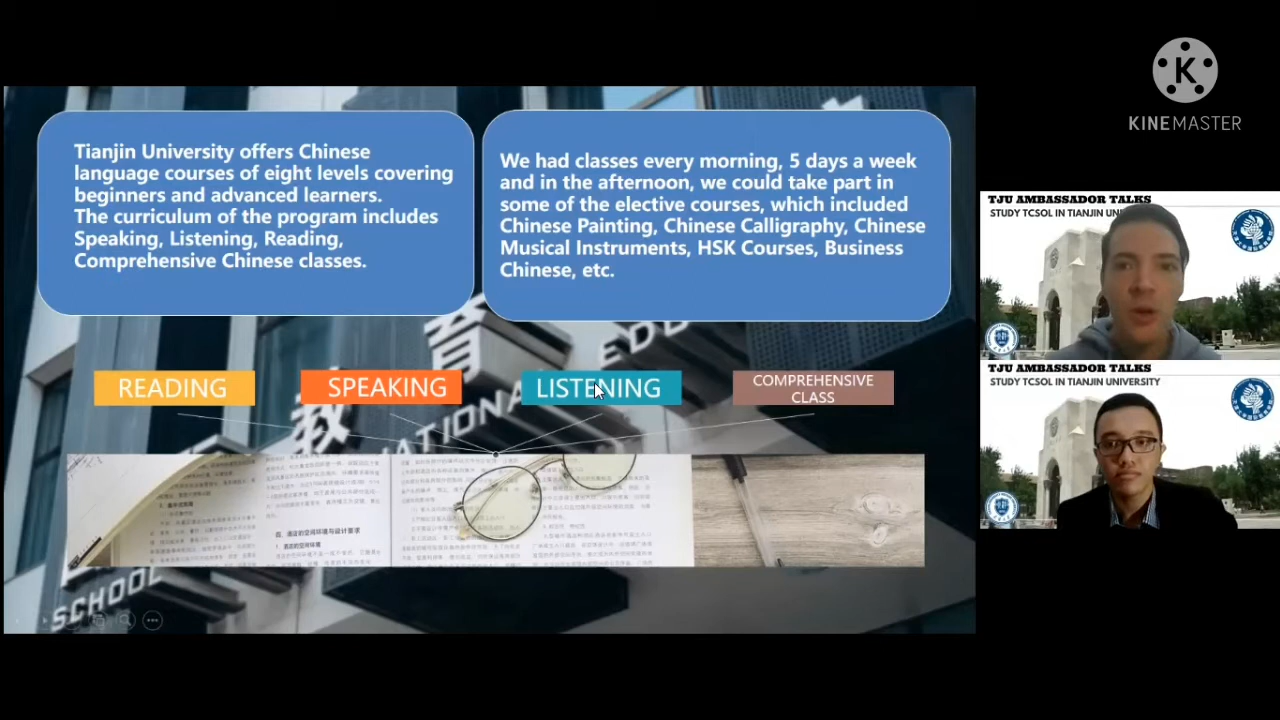 Tianjin University offers Chinese
language courses of eight levels covering
beginners and advanced learners.
The curriculum of the program includes
Speaking, Listening, Reading,
Comprehensive Chinese classes.
We had classes every morning, 5 days a week
and in the afternoon, we could take part in
some of the elective courses, which included
Chinese Painting, Chinese Calligraphy, Chinese
Musical Instruments, HSK Courses, Business
Chinese, etc.
READING
SPEAKING
LISTENING
COMPREHENSIVE
CLASS
教育
SCHOOL
K
KINEMASTER
TJU AMBASSADOR TALKS
STUDY TCSOL IN TIANJIN UN
TJU AMBASSADOR TALKS
STUDY TCSOL IN TIANJIN UNIVERSITY